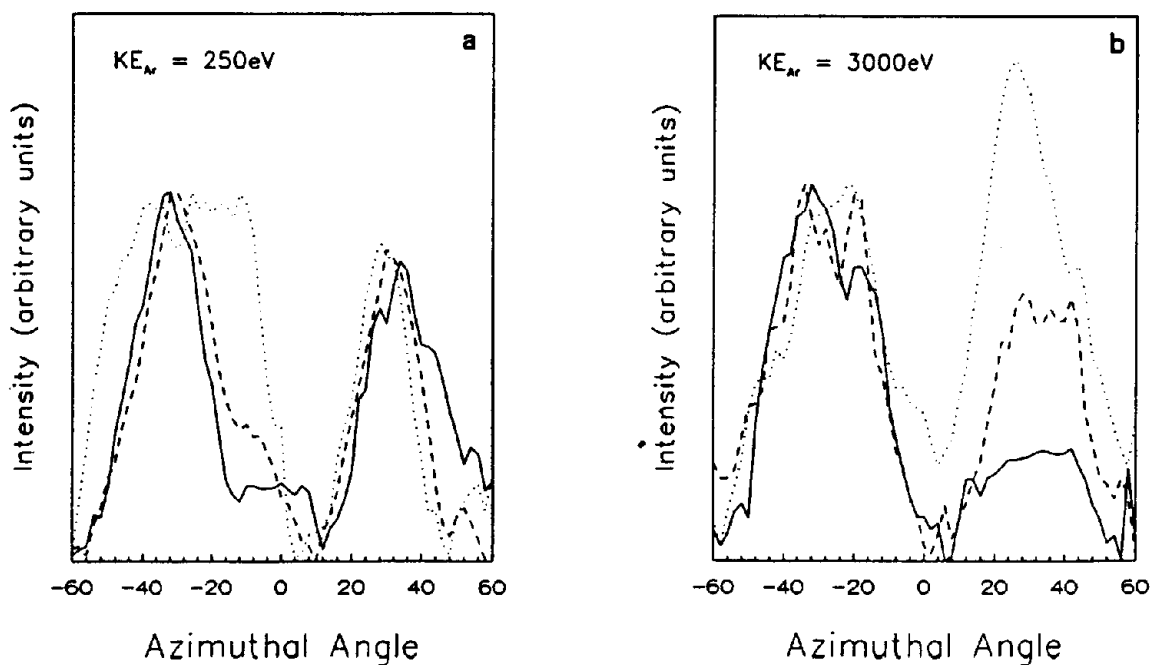 a
KE_Ar = 250eV
Intensity (arbitrary units)
-60 -40 -20 0 20 40 60
Azimuthal Angle
b
KE_Ar = 3000eV
Intensity (arbitrary units)
-60 -40 -20 0 20 40 60
Azimuthal Angle